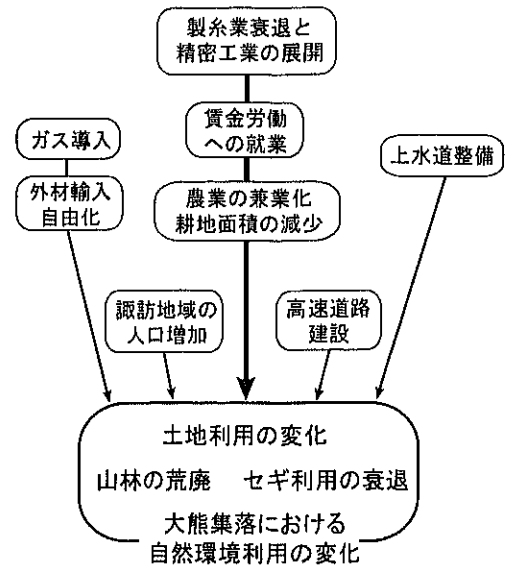 製糸業衰退と
精密工業の展開
賃金労働
への就業
ガス導入
上水道整備
外材輸入
自由化
農業の兼業化
耕地面積の減少
諏訪地域の
人口増加
高速道路
建設
土地利用の変化
山林の荒廃 セギ利用の衰退
大熊集落における
自然環境利用の変化